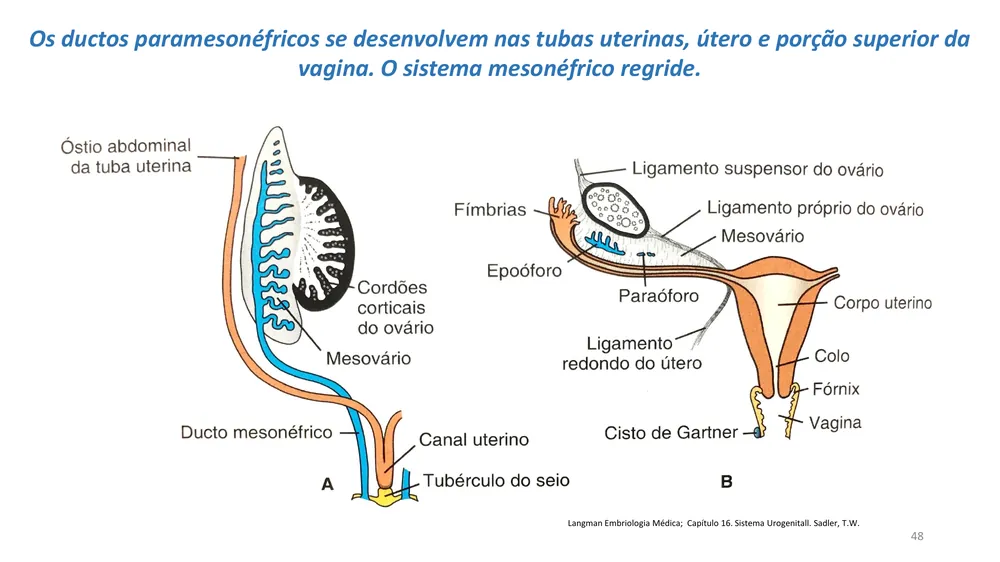 Os ductos paramesonéfricos se desenvolvem nas tubas uterinas, útero e porção superior da
vagina. O sistema mesonéfrico regride.
Óstio abdominal
da tuba uterina
Cordões
corticais
do ovário
Mesovário
Ducto mesonéfrico
Canal uterino
Tubérculo do seio
A
Ligamento suspensor do ovário
Fímbrias
Ligamento próprio do ovário
Mesovário
Epoóforo
Paraóforo
Corpo uterino
Ligamento
redondo do útero
Colo
Fórnix
Vagina
Cisto de Gartner
B
Langman Embriologia Médica; Capítulo 16. Sistema Urogenitall. Sadler, T.W.
48